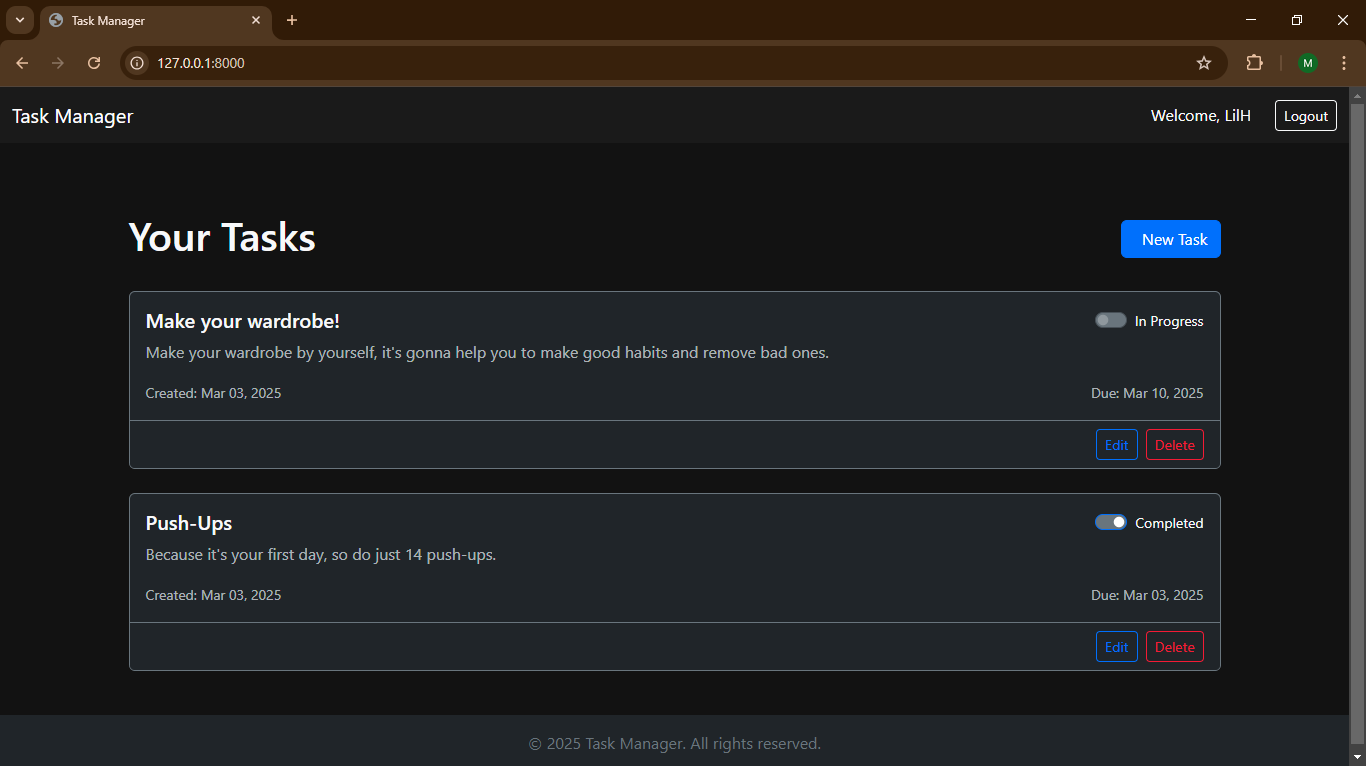 Task Manager
127.0.0.1:8000
M
Task Manager
Welcome, LilH
Logout
Your Tasks
New Task
Make your wardrobe!
In Progress
Make your wardrobe by yourself, it's gonna help you to make good habits and remove bad ones.
Created: Mar 03, 2025
Due: Mar 10, 2025
Edit
Delete
Push-Ups
Completed
Because it's your first day, so do just 14 push-ups.
Created: Mar 03, 2025
Due: Mar 03, 2025
Edit
Delete
© 2025 Task Manager. All rights reserved.